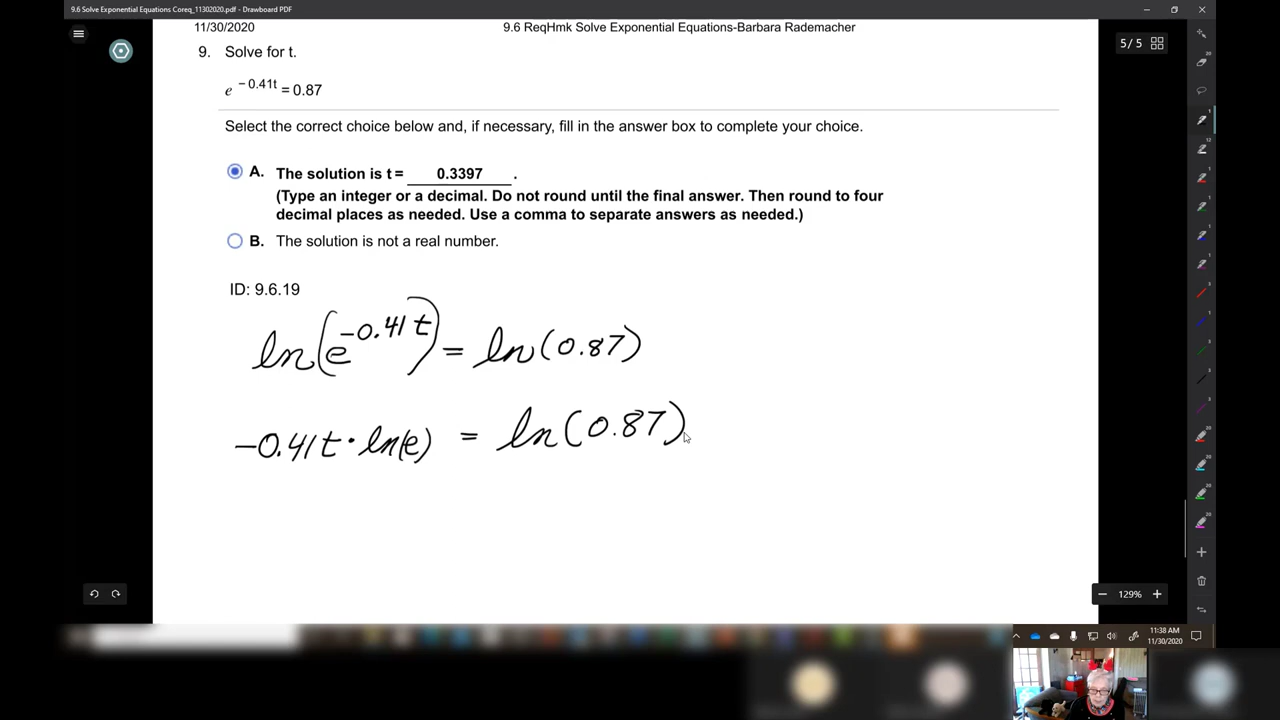 9.6 Solve Exponential Equations Coreq_11302020.pdf - Drawboard PDF
11/30/2020 9.6 ReqHmk Solve Exponential Equations-Barbara Rademacher
5/5
9. Solve for t.
e^−0.41t = 0.87
Select the correct choice below and, if necessary, fill in the answer box to complete your choice.
A. The solution is t = 0.3397 .
(Type an integer or a decimal. Do not round until the final answer. Then round to four
decimal places as needed. Use a comma to separate answers as needed.)
B. The solution is not a real number.
ID: 9.6.19
ln(e^−0.41t) = ln(0.87)
−0.41t · ln(e) = ln(0.87)
129%
11:38 AM
11/30/2020